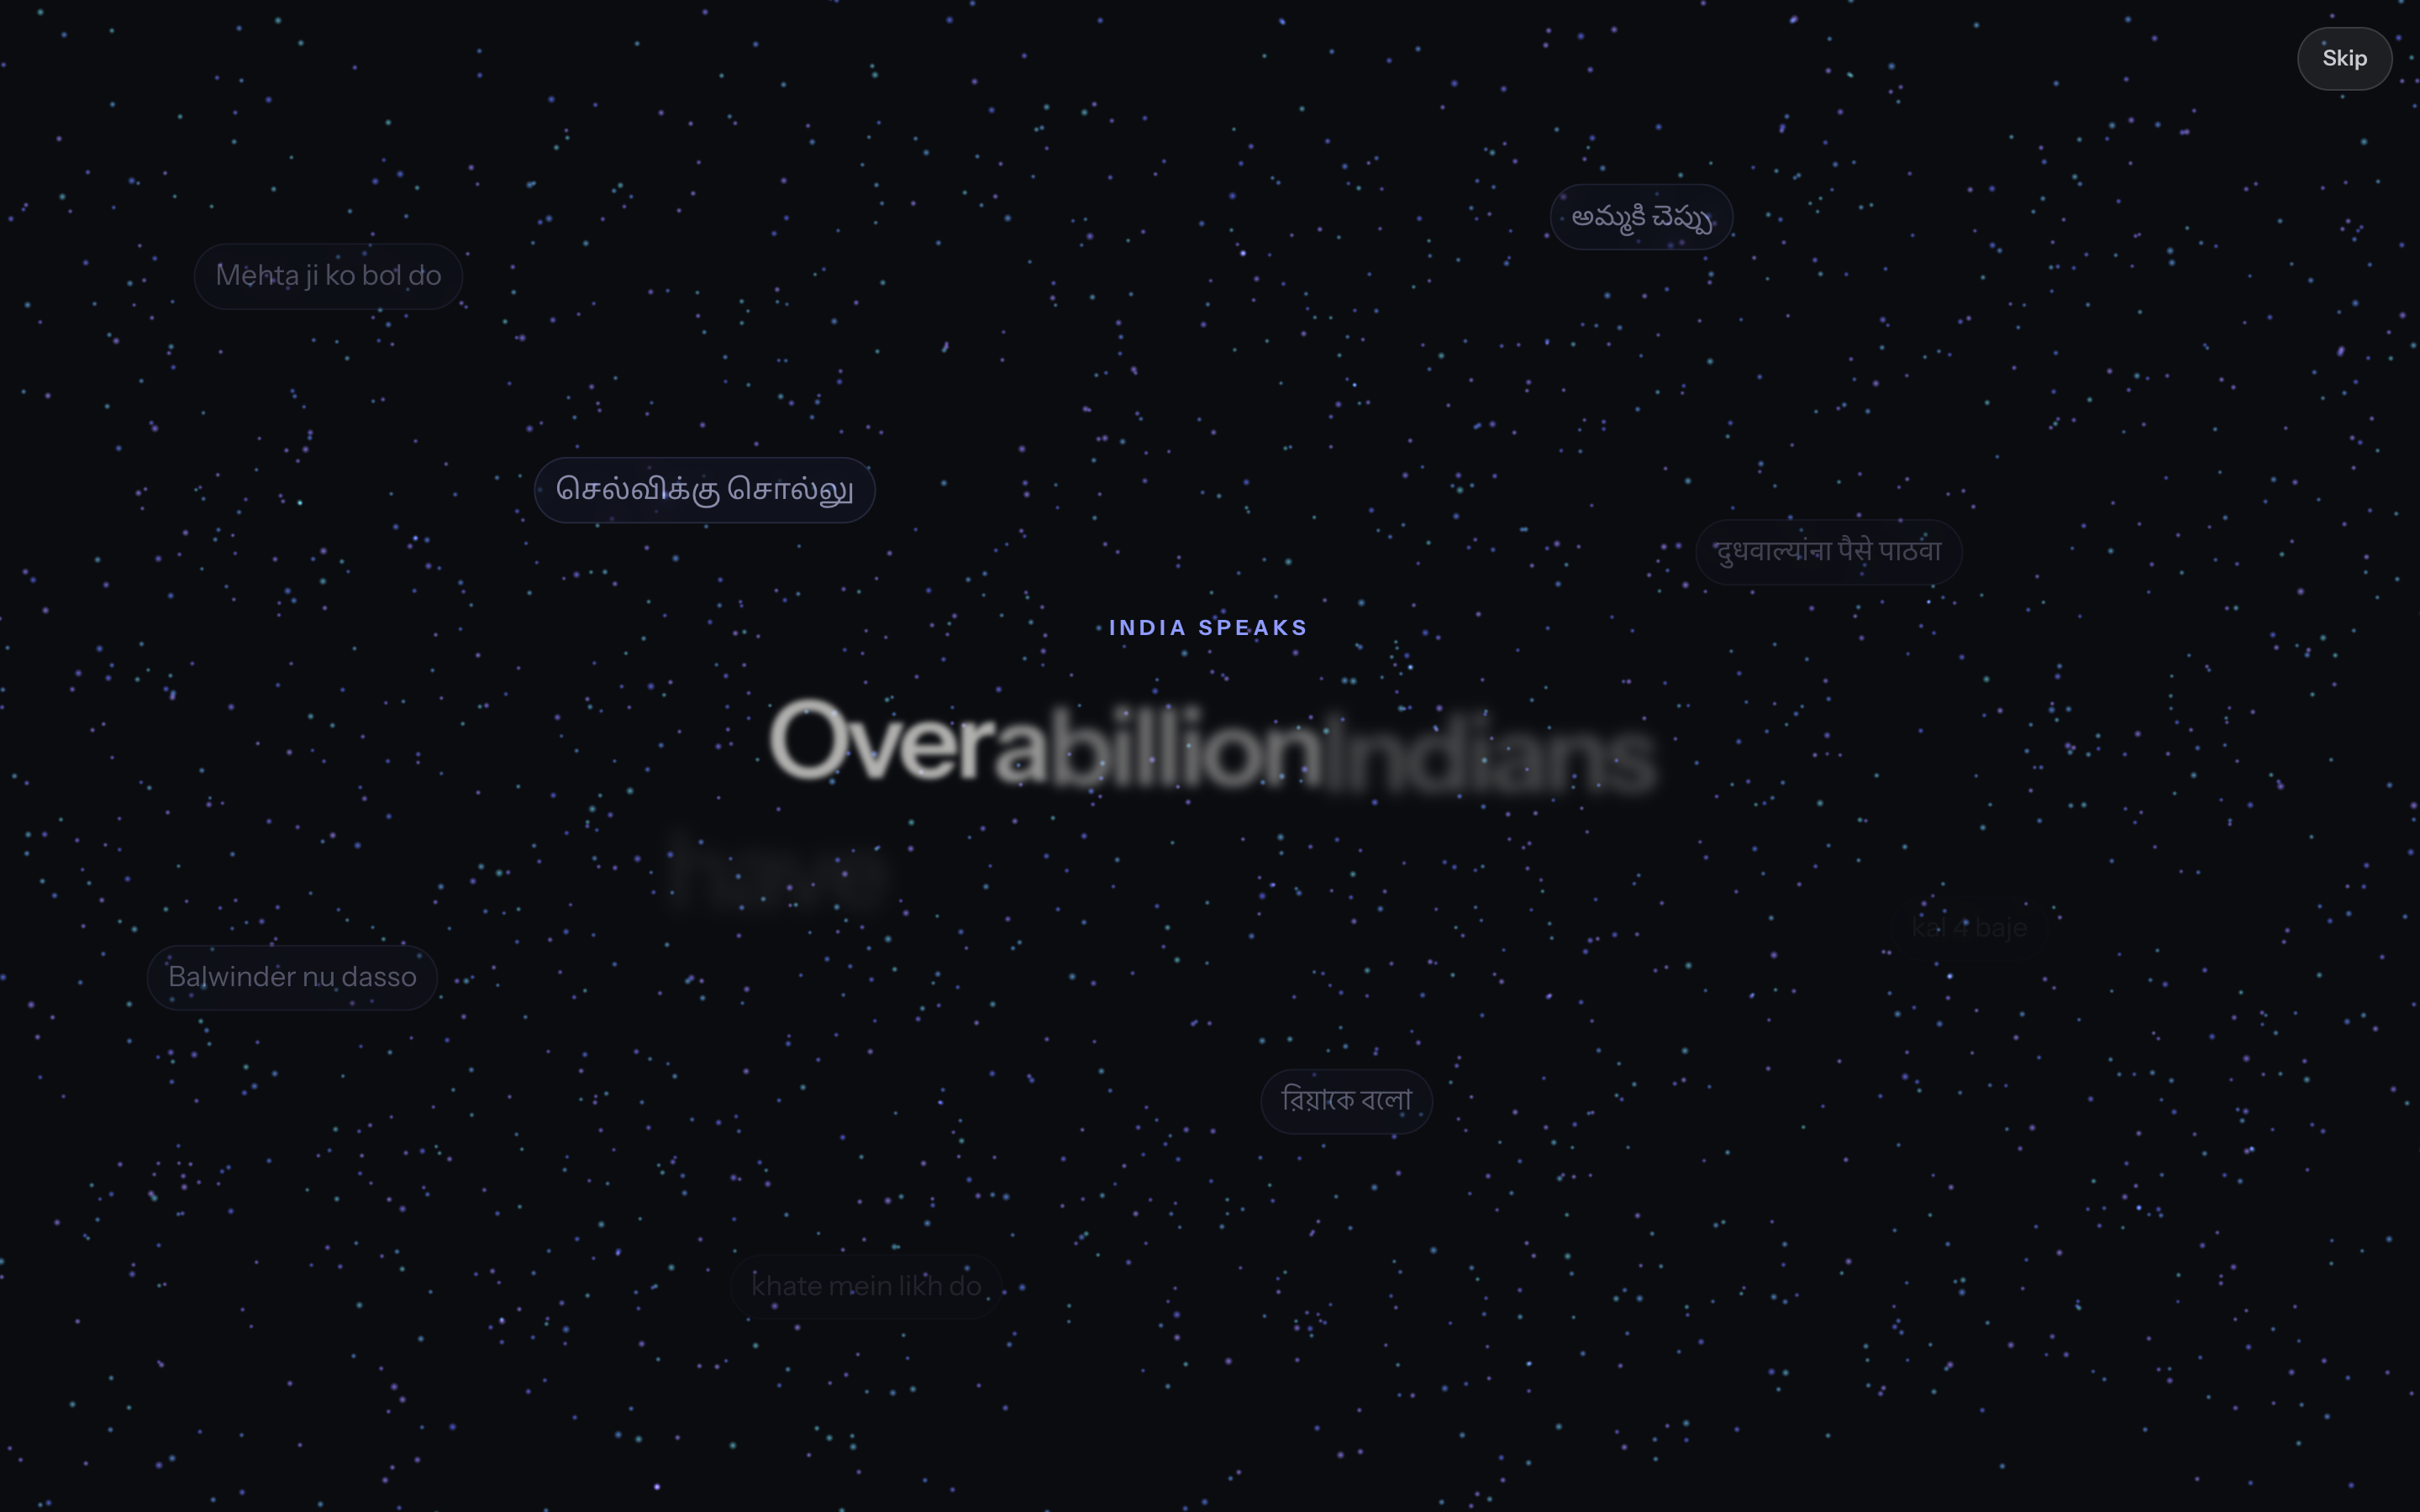 Skip
అమ్మకి చెప్పు
Mehta ji ko bol do
செல்விக்கு சொல்லு
दुधवाल्यांना पैसे पाठवा
INDIA SPEAKS
Over a billion Indians
have
kal 4 baje
Balwinder nu dasso
রিয়াকে বলো
khate mein likh do